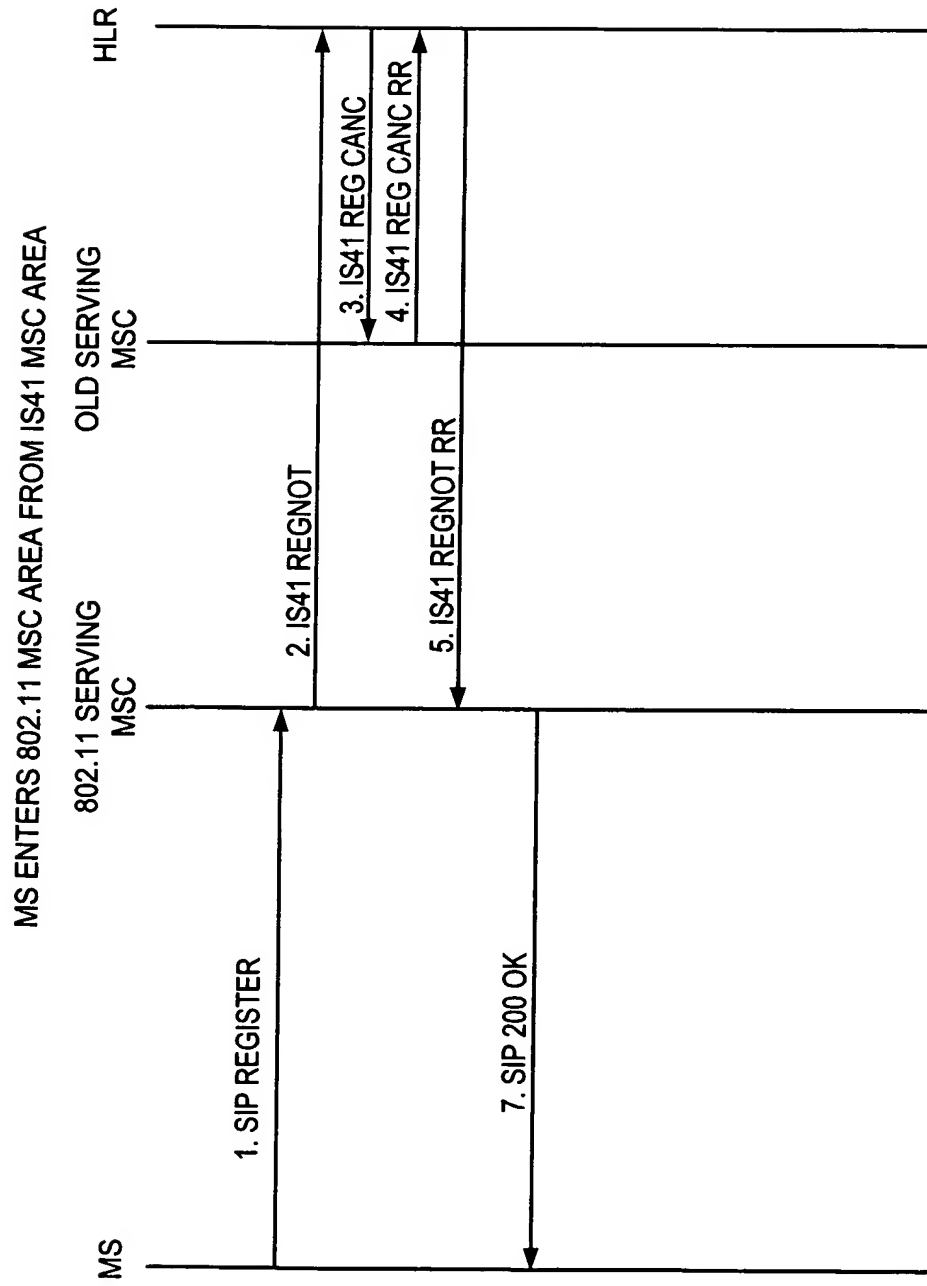 MS ENTERS 802.11 MSC AREA FROM IS41 MSC AREA
MS
802.11 SERVING
MSC
OLD SERVING
MSC
HLR
1. SIP REGISTER
2. IS41 REGNOT
3. IS41 REG CANC
4. IS41 REG CANC RR
5. IS41 REGNOT RR
7. SIP 200 OK